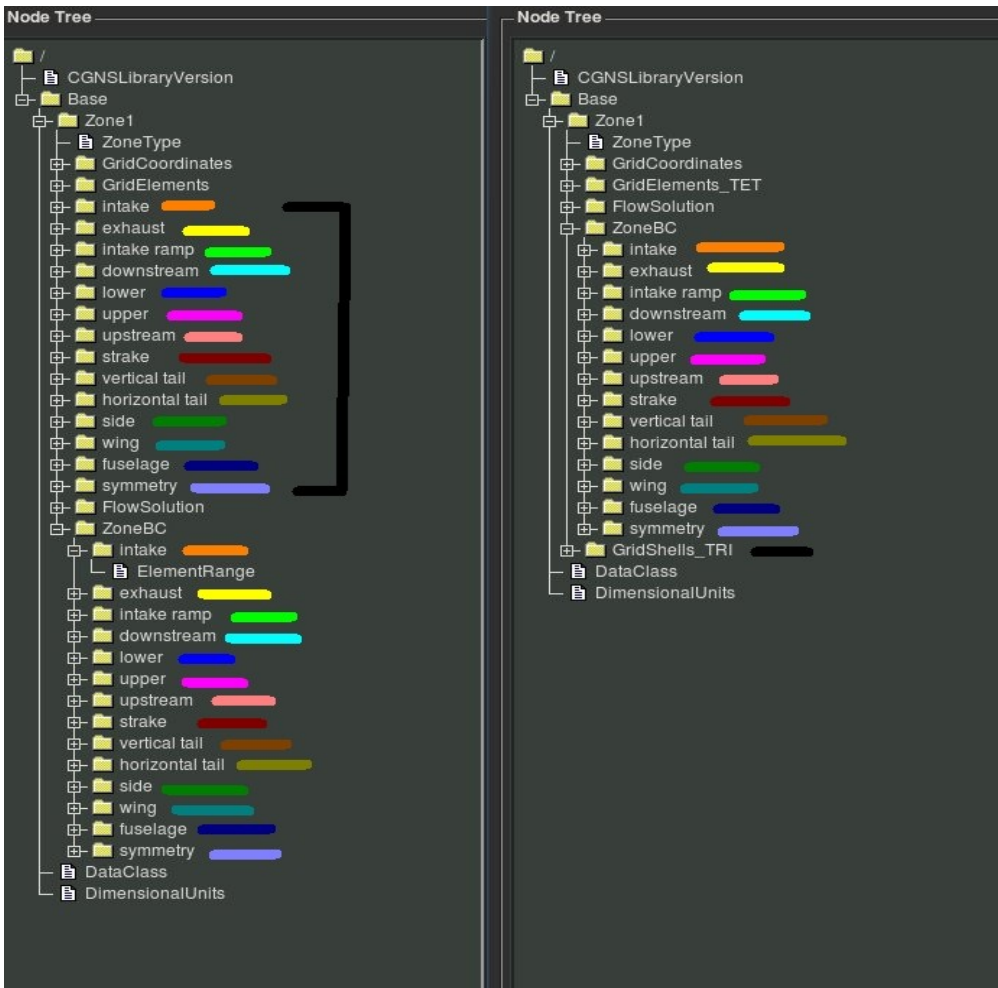 Node Tree
/
CGNSLibraryVersion
Base
Zone1
ZoneType
GridCoordinates
GridElements
intake
exhaust
intake ramp
downstream
lower
upper
upstream
strake
vertical tail
horizontal tail
side
wing
fuselage
symmetry
FlowSolution
ZoneBC
intake
ElementRange
exhaust
intake ramp
downstream
lower
upper
upstream
strake
vertical tail
horizontal tail
side
wing
fuselage
symmetry
DataClass
DimensionalUnits
Node Tree
/
CGNSLibraryVersion
Base
Zone1
ZoneType
GridCoordinates
GridElements_TET
FlowSolution
ZoneBC
intake
exhaust
intake ramp
downstream
lower
upper
upstream
strake
vertical tail
horizontal tail
side
wing
fuselage
symmetry
GridShells_TRI
DataClass
DimensionalUnits